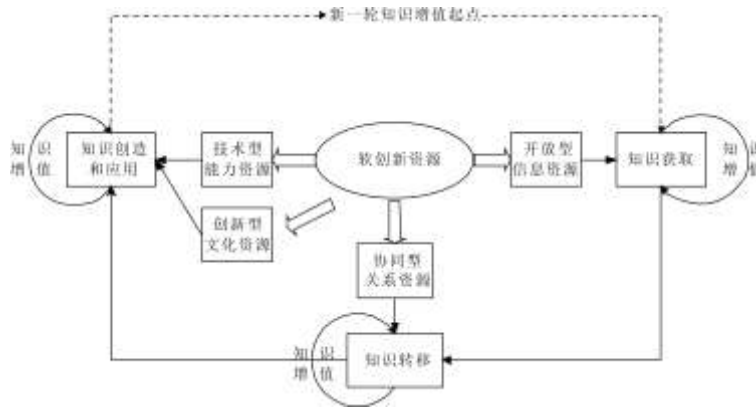 新一轮知识增值起点
知识
增值
知识创造
和应用
技术型
能力资源
软创新资源
开放型
信息资源
知识获取
知识
增值
创新型
文化资源
协同型
关系资源
知识
增值
知识转移